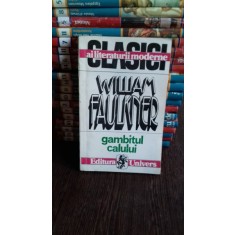 CLASICI
ai literaturii moderne
WILLIAM
FAULKNER
gambitul
calului
Editura Univers